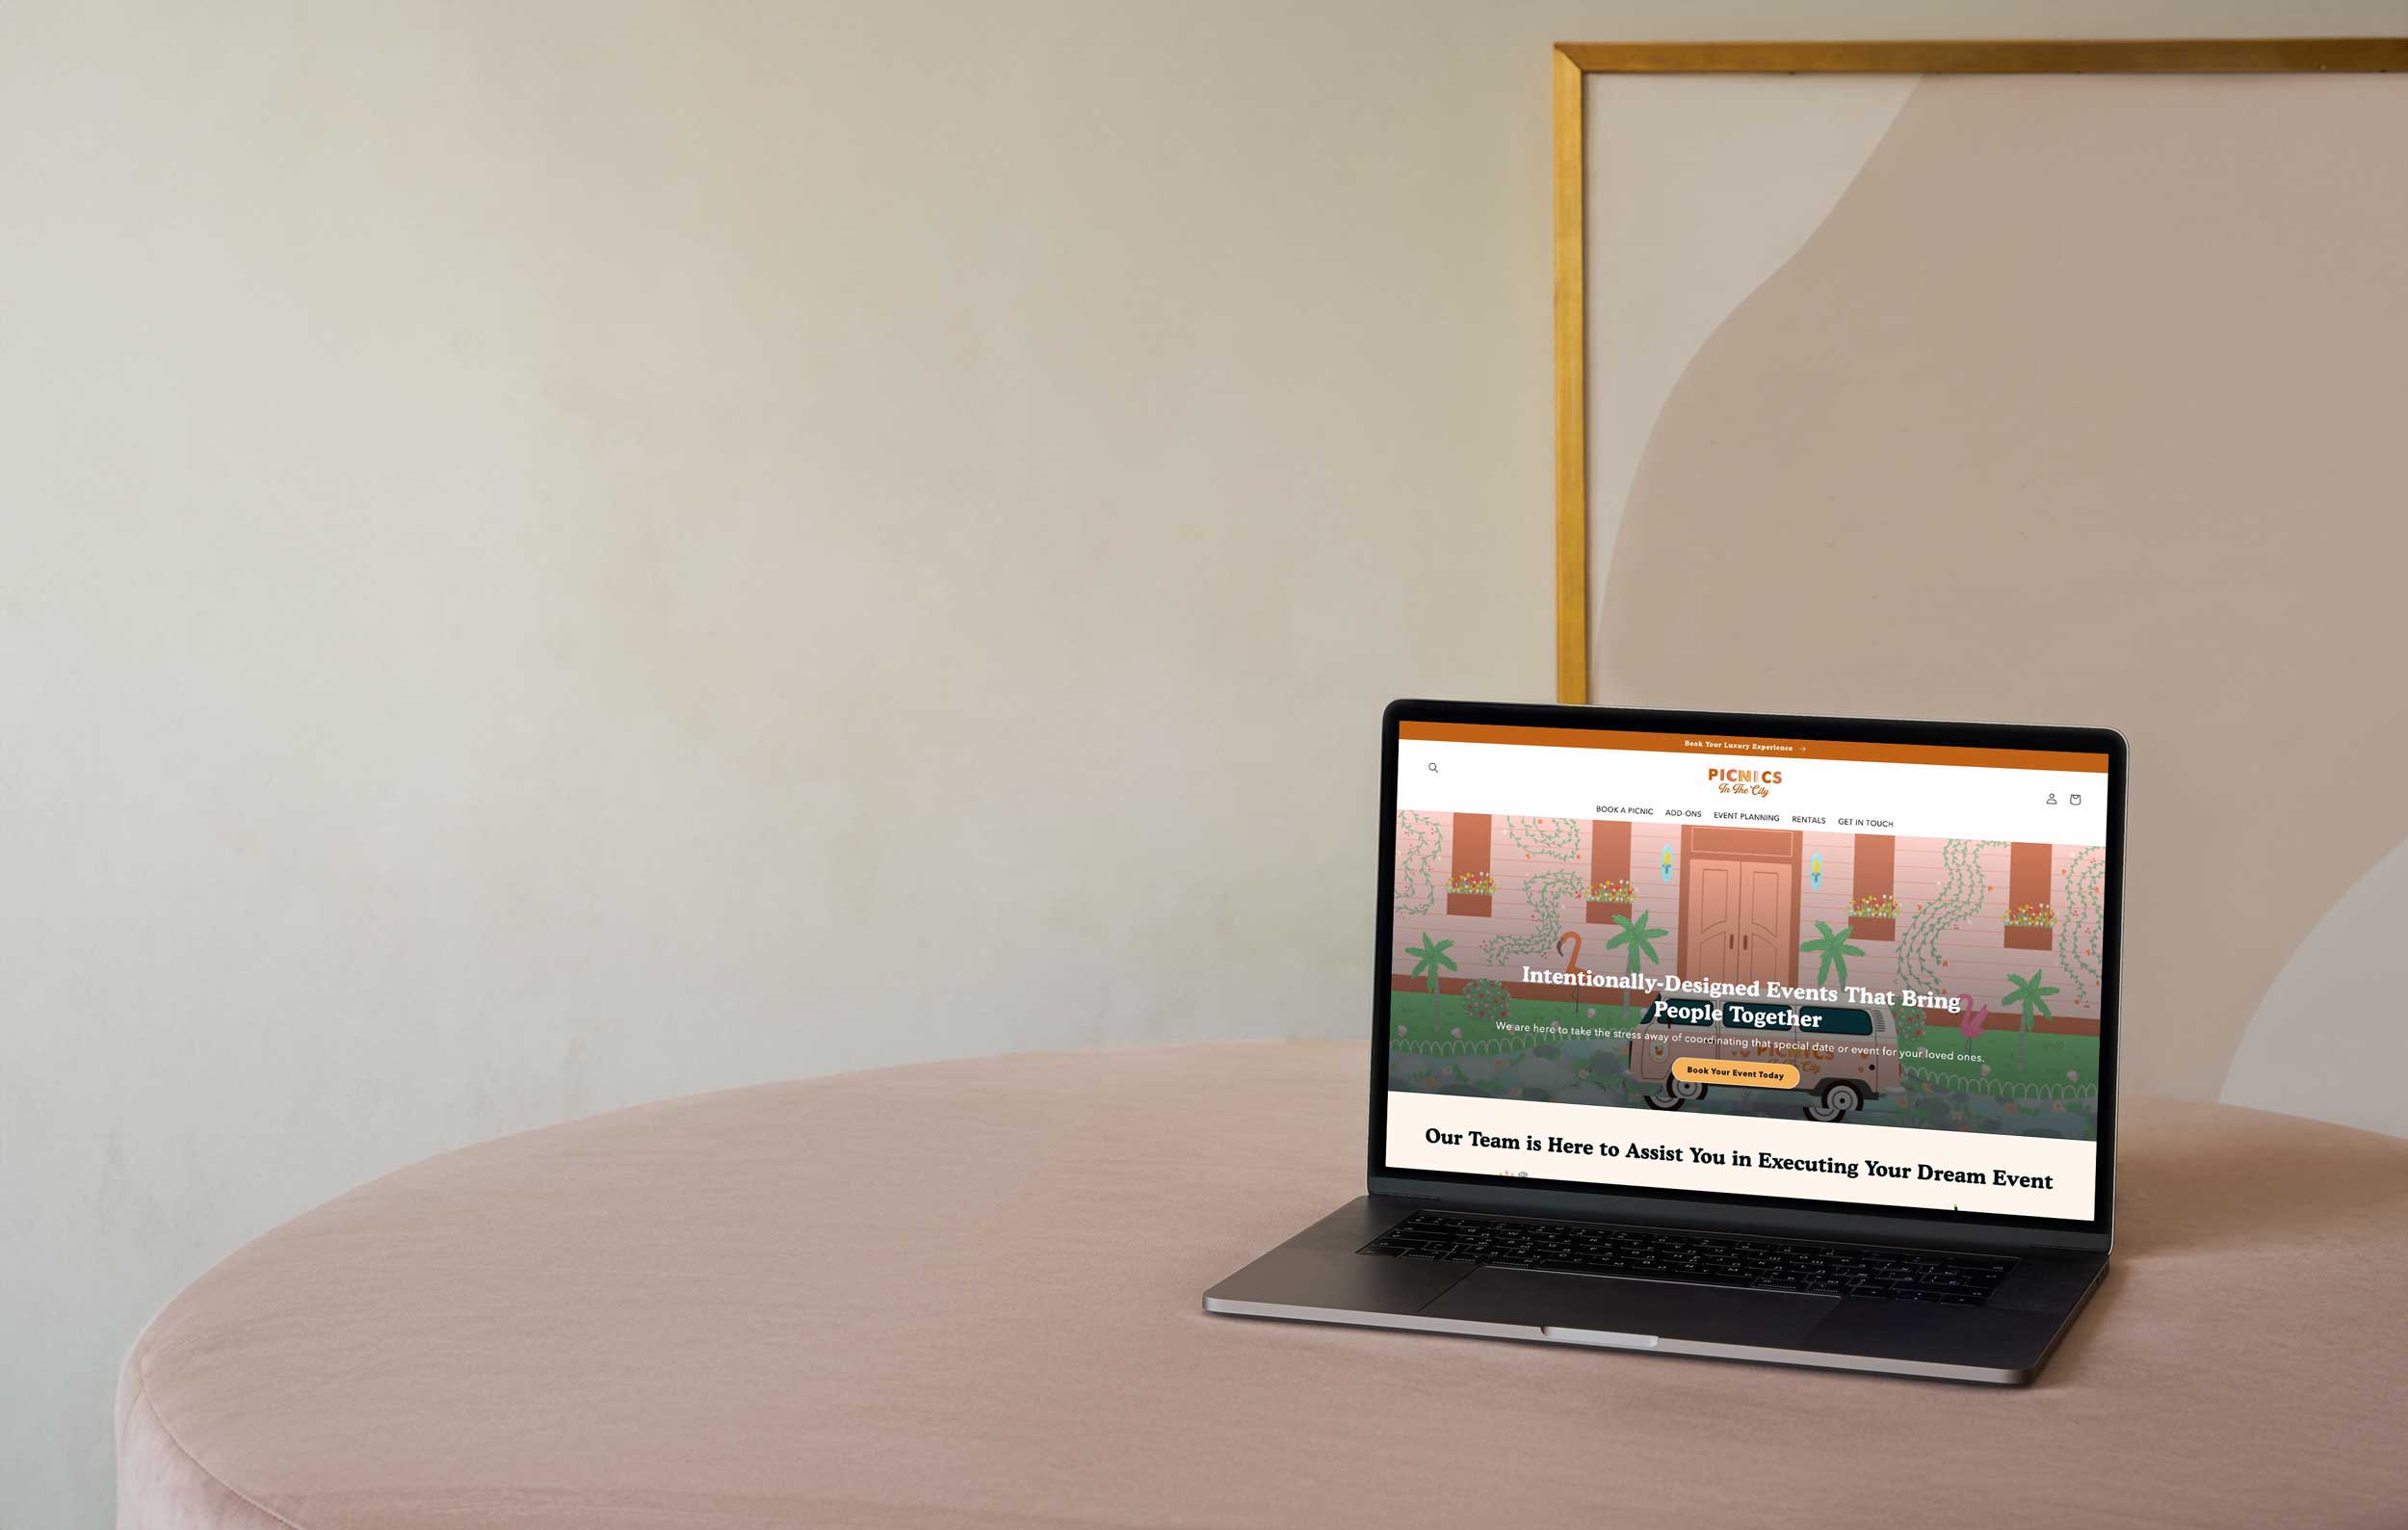 Book Your Luxury Experience →
PICNICS
In The City
BOOK A PICNIC ADD-ONS EVENT PLANNING RENTALS GET IN TOUCH
Intentionally-Designed Events That Bring
People Together
We are here to take the stress away of coordinating that special date or event for your loved ones.
PICNICS
Book Your Event Today
Our Team is Here to Assist You in Executing Your Dream Event